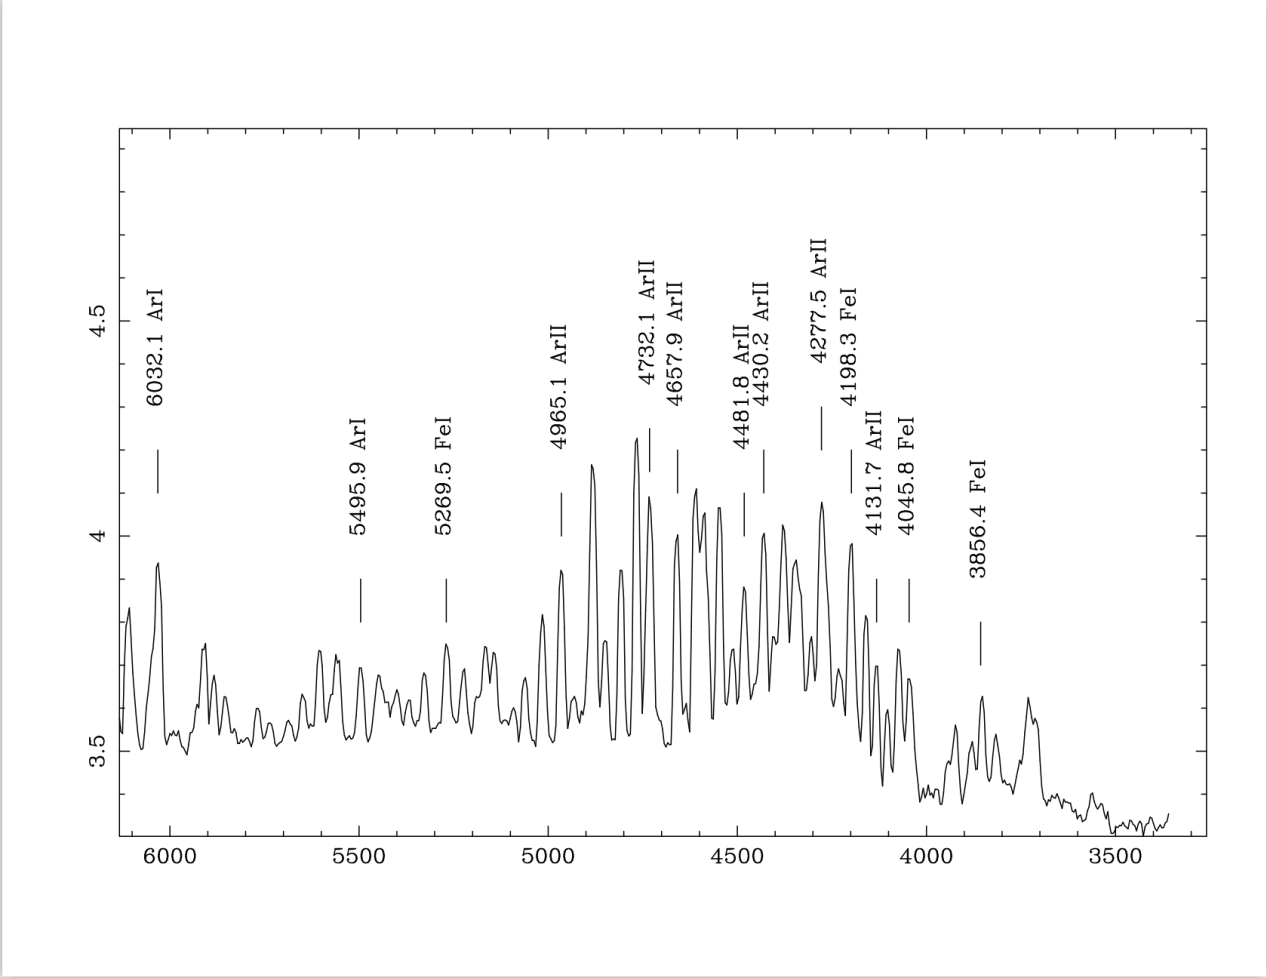 6032.1 ArI
5495.9 ArI
5269.5 FeI
4965.1 ArII
4732.1 ArII
4657.9 ArII
4481.8 ArII
4430.2 ArII
4277.5 ArII
4198.3 FeI
4131.7 ArII
4045.8 FeI
3856.4 FeI
4.5
4
3.5
6000 5500 5000 4500 4000 3500